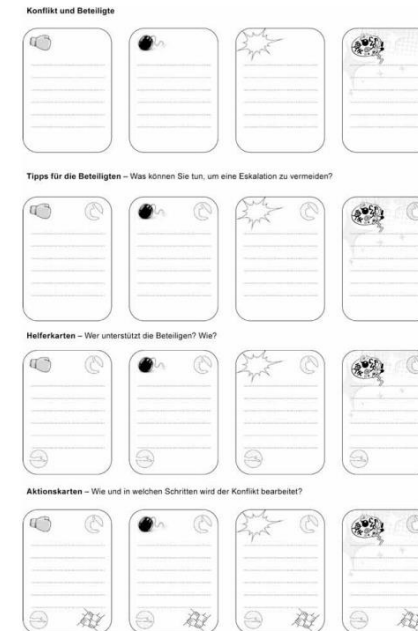 Konflikt und Beteiligte
Tipps für die Beteiligten – Was können Sie tun, um eine Eskalation zu vermeiden?
Helferkarten – Wer unterstützt die Beteiligen? Wie?
Aktionskarten – Wie und in welchen Schritten wird der Konflikt bearbeitet?